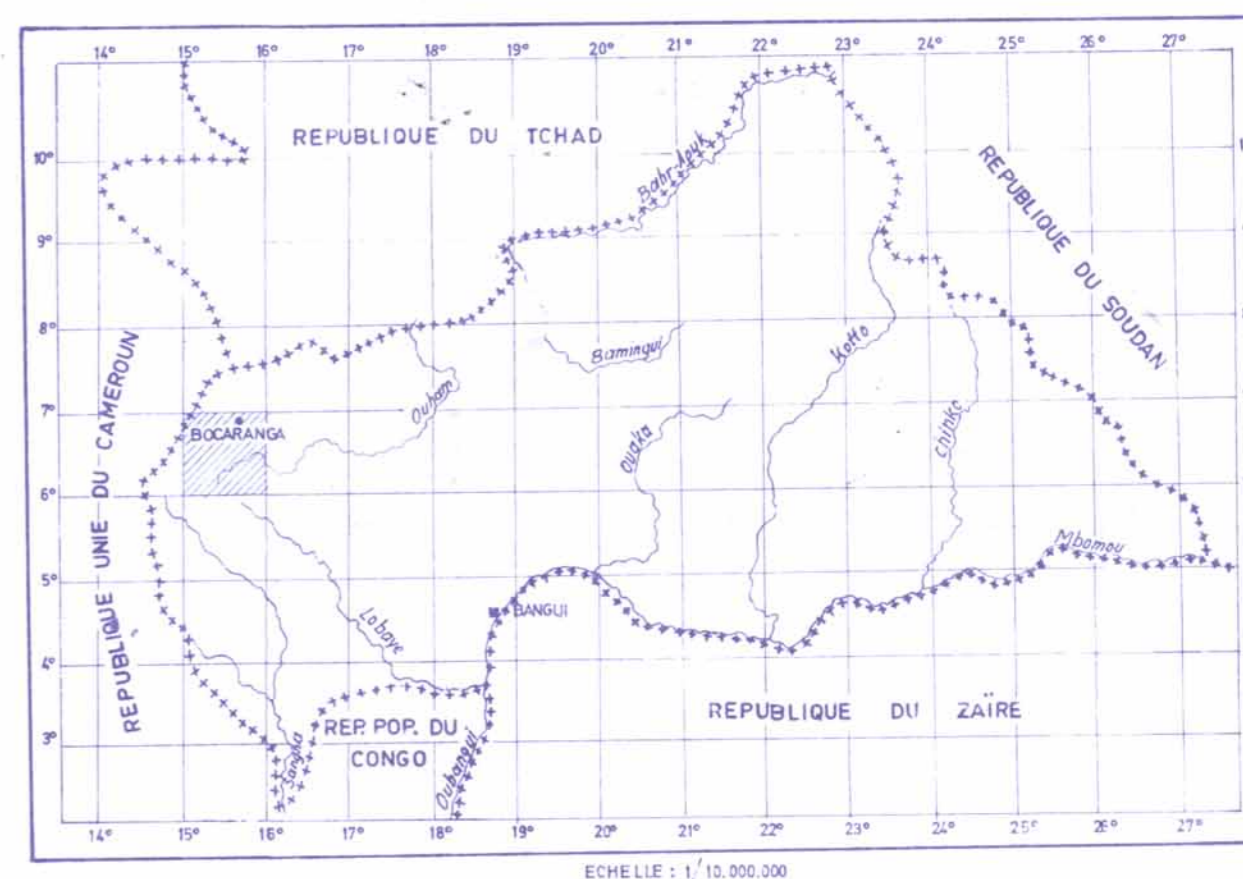 14° 15° 16° 17° 18° 19° 20° 21° 22° 23° 24° 25° 26° 27°
REPUBLIQUE DU TCHAD
10°
Bahr-Aouk
REPUBLIQUE DU SOUDAN
9°
8°
Bamingui
Kotto
Ouham
7°
BOCARANGA
Ouaka
Chinko
6°
REPUBLIQUE UNIE DU CAMEROUN
Mbomou
5°
BANGUI
Lobaye
4°
REPUBLIQUE DU ZAÏRE
REP. POP. DU
CONGO
3°
Sangha
Oubangui
14° 15° 16° 17° 18° 19° 20° 21° 22° 23° 24° 25° 26° 27°
ECHELLE : 1/10.000.000